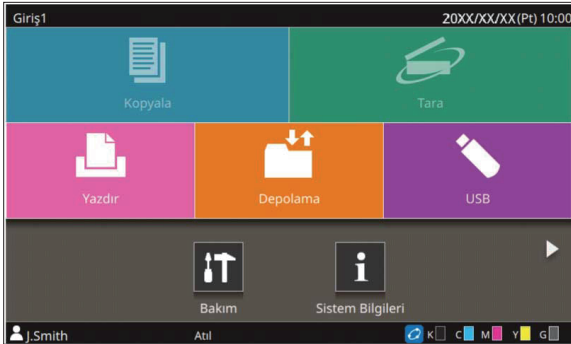 Giriş1 20XX/XX/XX(Pt) 10:00
Kopyala Tara
Yazdır Depolama USB
Bakım Sistem Bilgileri
J.Smith Atıl K C M Y G